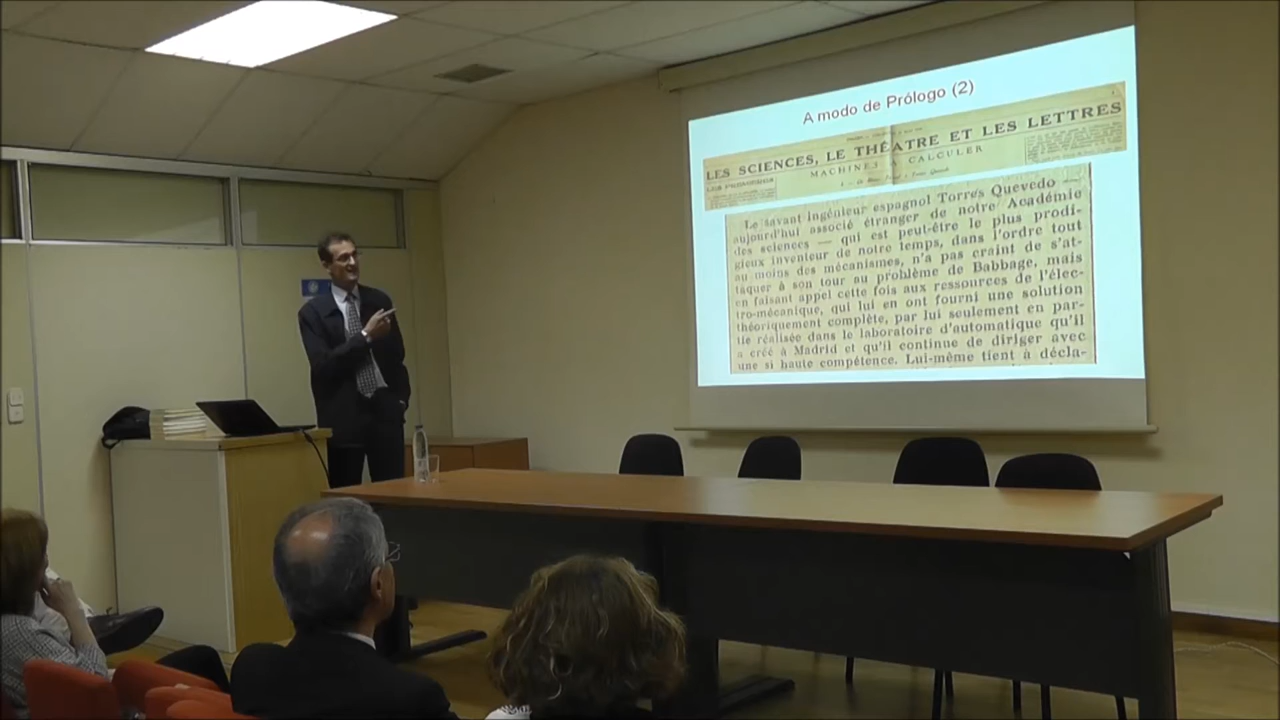 A modo de Prólogo (2)
LES SCIENCES, LE THÉATRE ET LES LETTRES
MACHINES A CALCULER
Le savant ingénieur espagnol Torrès Quevedo —
aujourd'hui associé étranger de notre Académie
des sciences — qui est peut-être le plus prodi-
gieux inventeur de notre temps, dans l'ordre tout
au moins des mécanismes, n'a pas craint de s'at-
taquer à son tour au problème de Babbage, mais
en faisant appel cette fois aux ressources de l'élec-
tro-mécanique, qui lui en ont fourni une solution
théoriquement complète, par lui seulement en par-
tie réalisée dans le laboratoire d'automatique qu'il
a créé à Madrid et qu'il continue de diriger avec
une si haute compétence. Lui-même tient à décla-